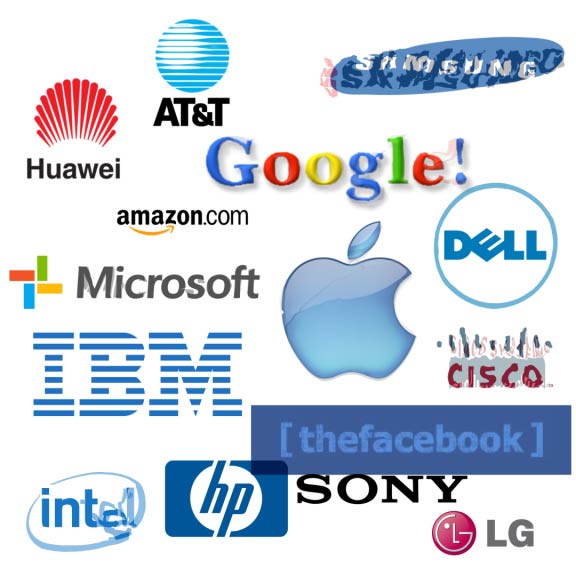 AT&T
SAMSUNG
Huawei
Google!
amazon.com
DELL
Microsoft
IBM
CISCO
[ thefacebook ]
intel
hp
SONY
LG